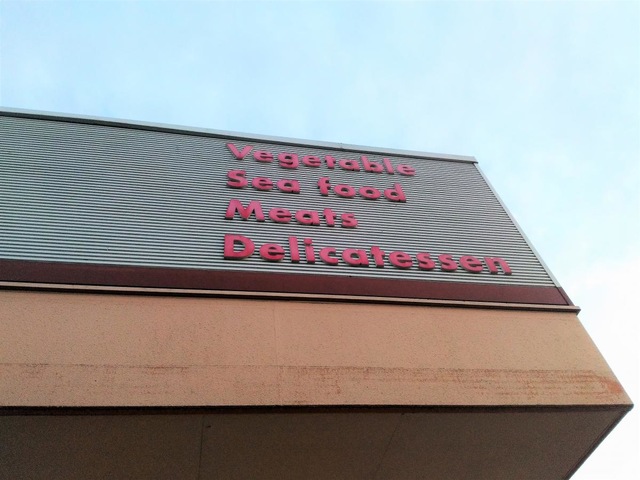 Vegetable
Sea food
Meats
Delicatessen